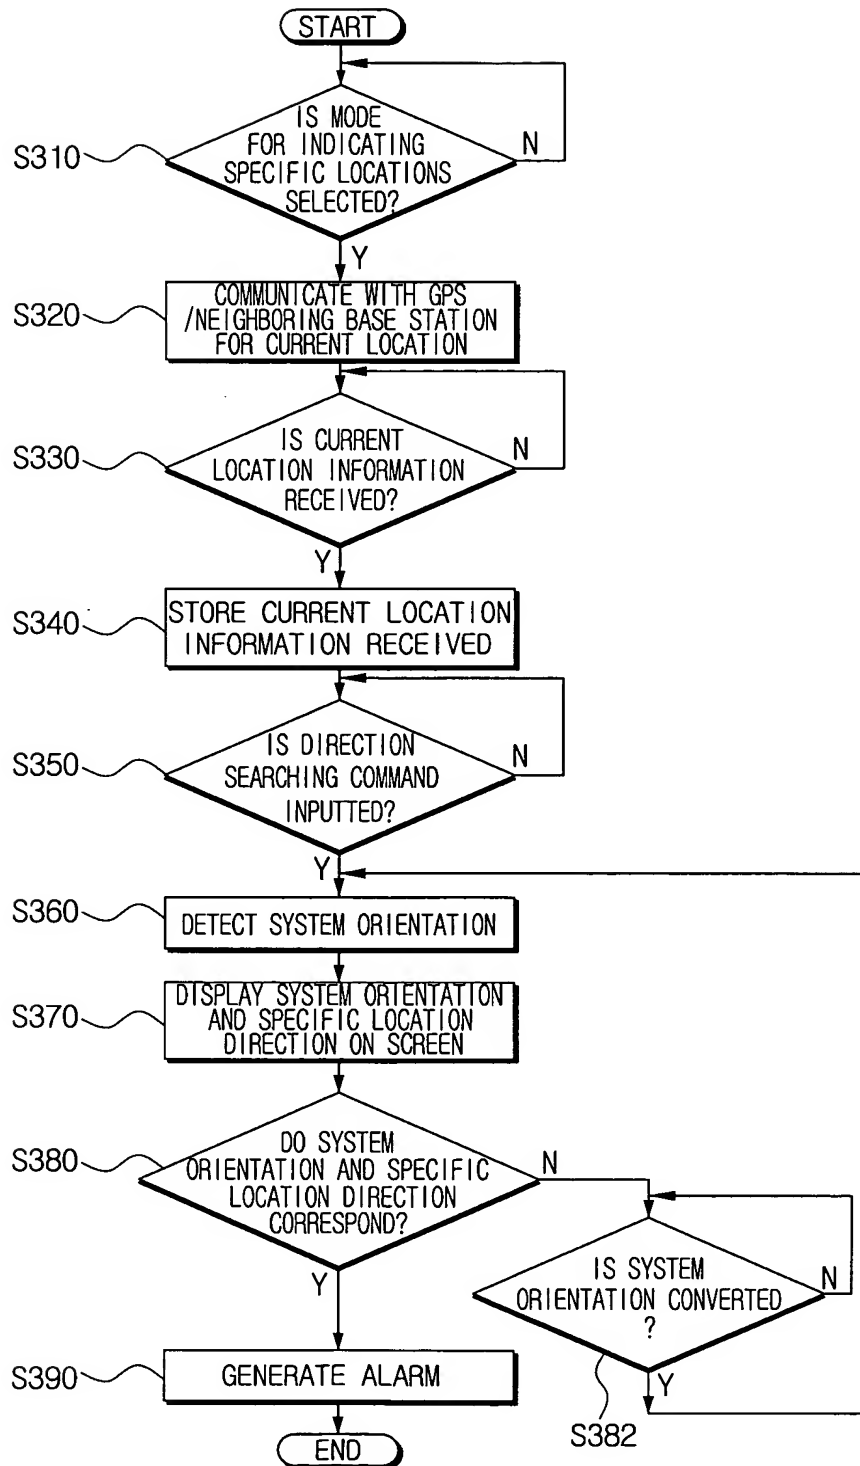 START
IS MODE
FOR INDICATING
SPECIFIC LOCATIONS
SELECTED?
N
S310
Y
COMMUNICATE WITH GPS
/NEIGHBORING BASE STATION
FOR CURRENT LOCATION
S320
IS CURRENT
LOCATION INFORMATION
RECEIVED?
N
S330
Y
STORE CURRENT LOCATION
INFORMATION RECEIVED
S340
IS DIRECTION
SEARCHING COMMAND
INPUTTED?
N
S350
Y
S360
DETECT SYSTEM ORIENTATION
DISPLAY SYSTEM ORIENTATION
AND SPECIFIC LOCATION
DIRECTION ON SCREEN
S370
DO SYSTEM
ORIENTATION AND SPECIFIC
LOCATION DIRECTION
CORRESPOND?
S380
N
Y
IS SYSTEM
ORIENTATION CONVERTED
?
N
Y
S382
S390
GENERATE ALARM
END